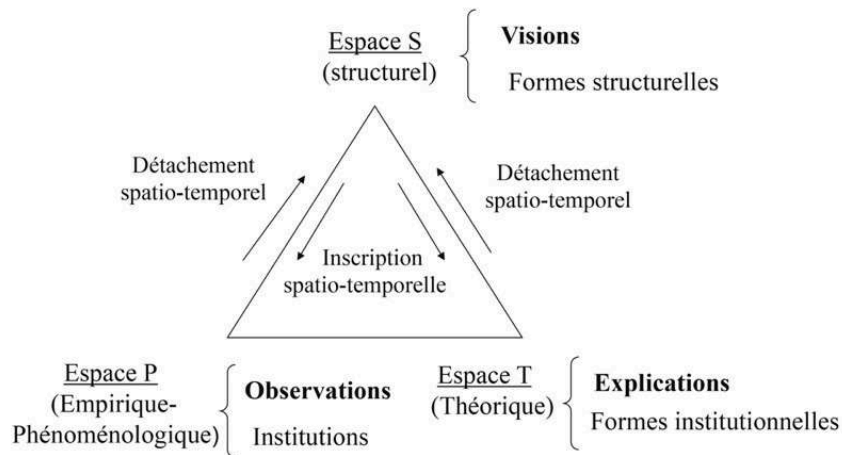 Espace S
(structurel)
Visions
Formes structurelles
Détachement
spatio-temporel
Détachement
spatio-temporel
Inscription
spatio-temporelle
Espace P
(Empirique-
Phénoménologique)
Observations
Institutions
Espace T
(Théorique)
Explications
Formes institutionnelles